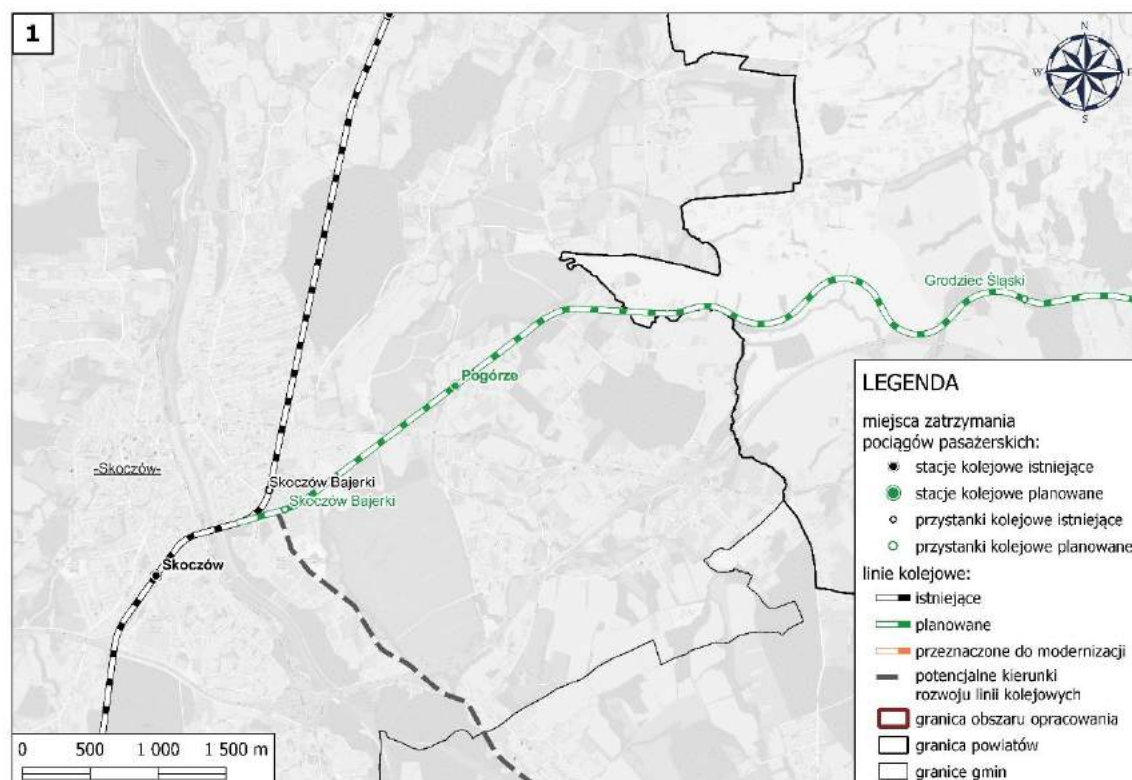 1
N
W
E
S
Grodziec Śląski
Pogórze
-Skoczów-
Skoczów Bajerki
Skoczów Bajerki
Skoczów
LEGENDA
miejsca zatrzymania
pociągów pasażerskich:
stacje kolejowe istniejące
stacje kolejowe planowane
przystanki kolejowe istniejące
przystanki kolejowe planowane
linie kolejowe:
istniejące
planowane
przeznaczone do modernizacji
potencjalne kierunki
rozwoju linii kolejowych
granica obszaru opracowania
granica powiatów
granice gmin
0 500 1 000 1 500 m